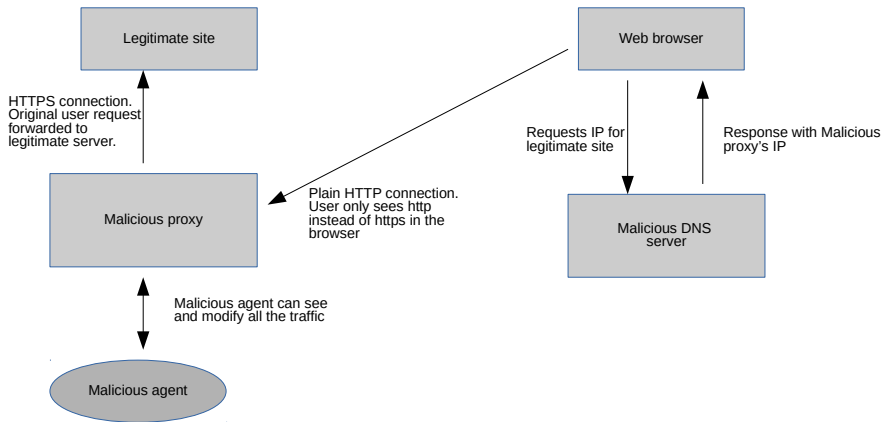 Legitimate site
Web browser
HTTPS connection.
Original user request
forwarded to
legitimate server.
Requests IP for
legitimate site
Response with Malicious
proxy’s IP
Malicious proxy
Plain HTTP connection.
User only sees http
instead of https in the
browser
Malicious DNS
server
Malicious agent can see
and modify all the traffic
Malicious agent